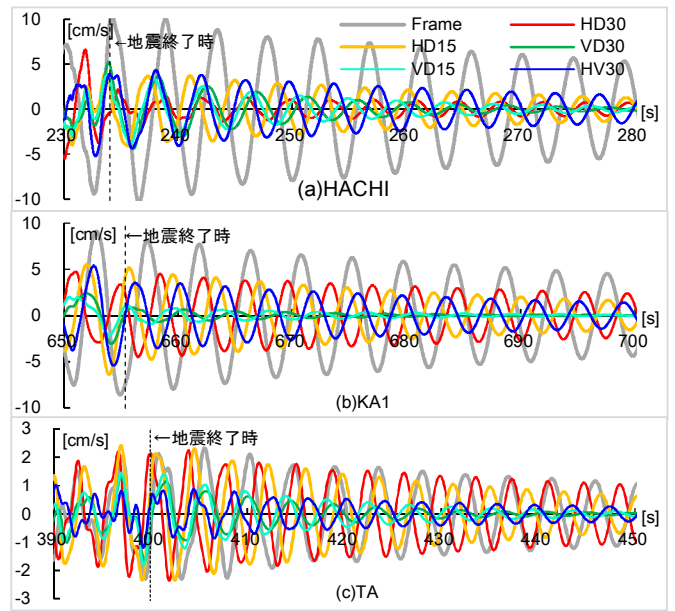 10
[cm/s]
←地震終了時
Frame
HD30
HD15
VD30
VD15
HV30
5
0
-5
-10
230
240
250
260
270
280
[s]
(a)HACHI
10
[cm/s]
←地震終了時
5
0
-5
-10
650
660
670
680
690
700
[s]
(b)KA1
3
[cm/s]
←地震終了時
2
1
0
-1
-2
-3
390
400
410
420
430
440
450
[s]
(c)TA